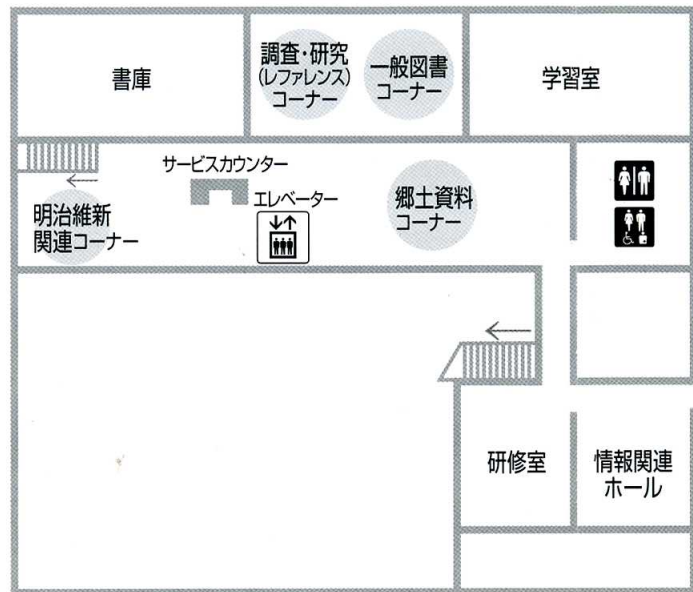 書庫
調査・研究
(レファレンス)
コーナー
一般図書
コーナー
学習室
サービスカウンター
エレベーター
明治維新
関連コーナー
郷土資料
コーナー
研修室
情報関連
ホール